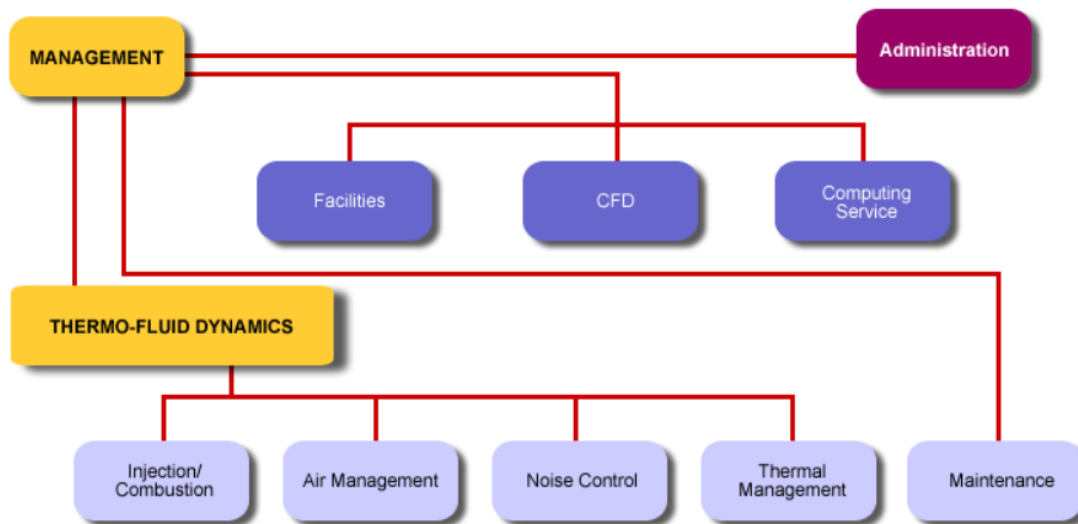 MANAGEMENT
Administration
Facilities
CFD
Computing
Service
THERMO-FLUID DYNAMICS
Injection/
Combustion
Air Management
Noise Control
Thermal
Management
Maintenance